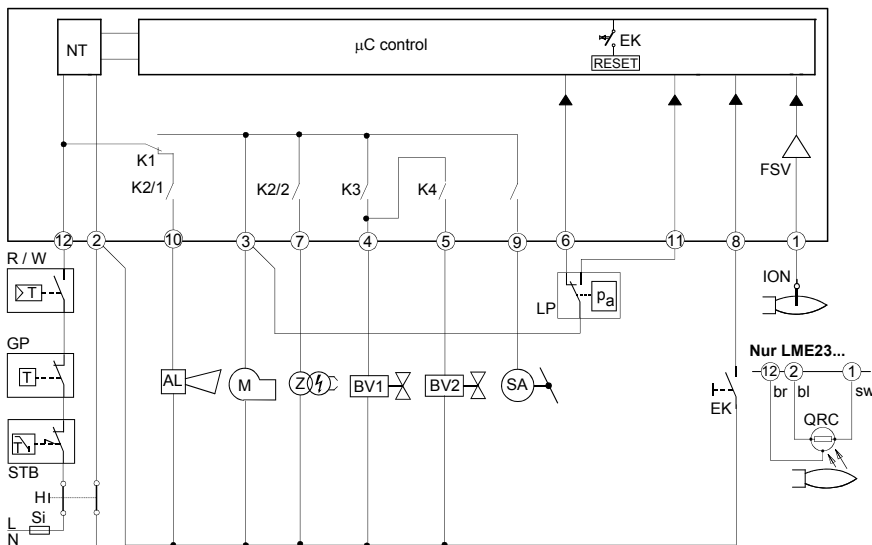 NT
µC control
EK
RESET
FSV
K1
K2/1
K2/2
K3
K4
12
2
10
3
7
4
5
9
6
11
8
1
R / W
T
LP
pa
ION
GP
T
AL
M
Z
BV1
BV2
SA
EK
Nur LME23...
12
2
1
br
bl
sw
QRC
T
STB
H
L
Si
N